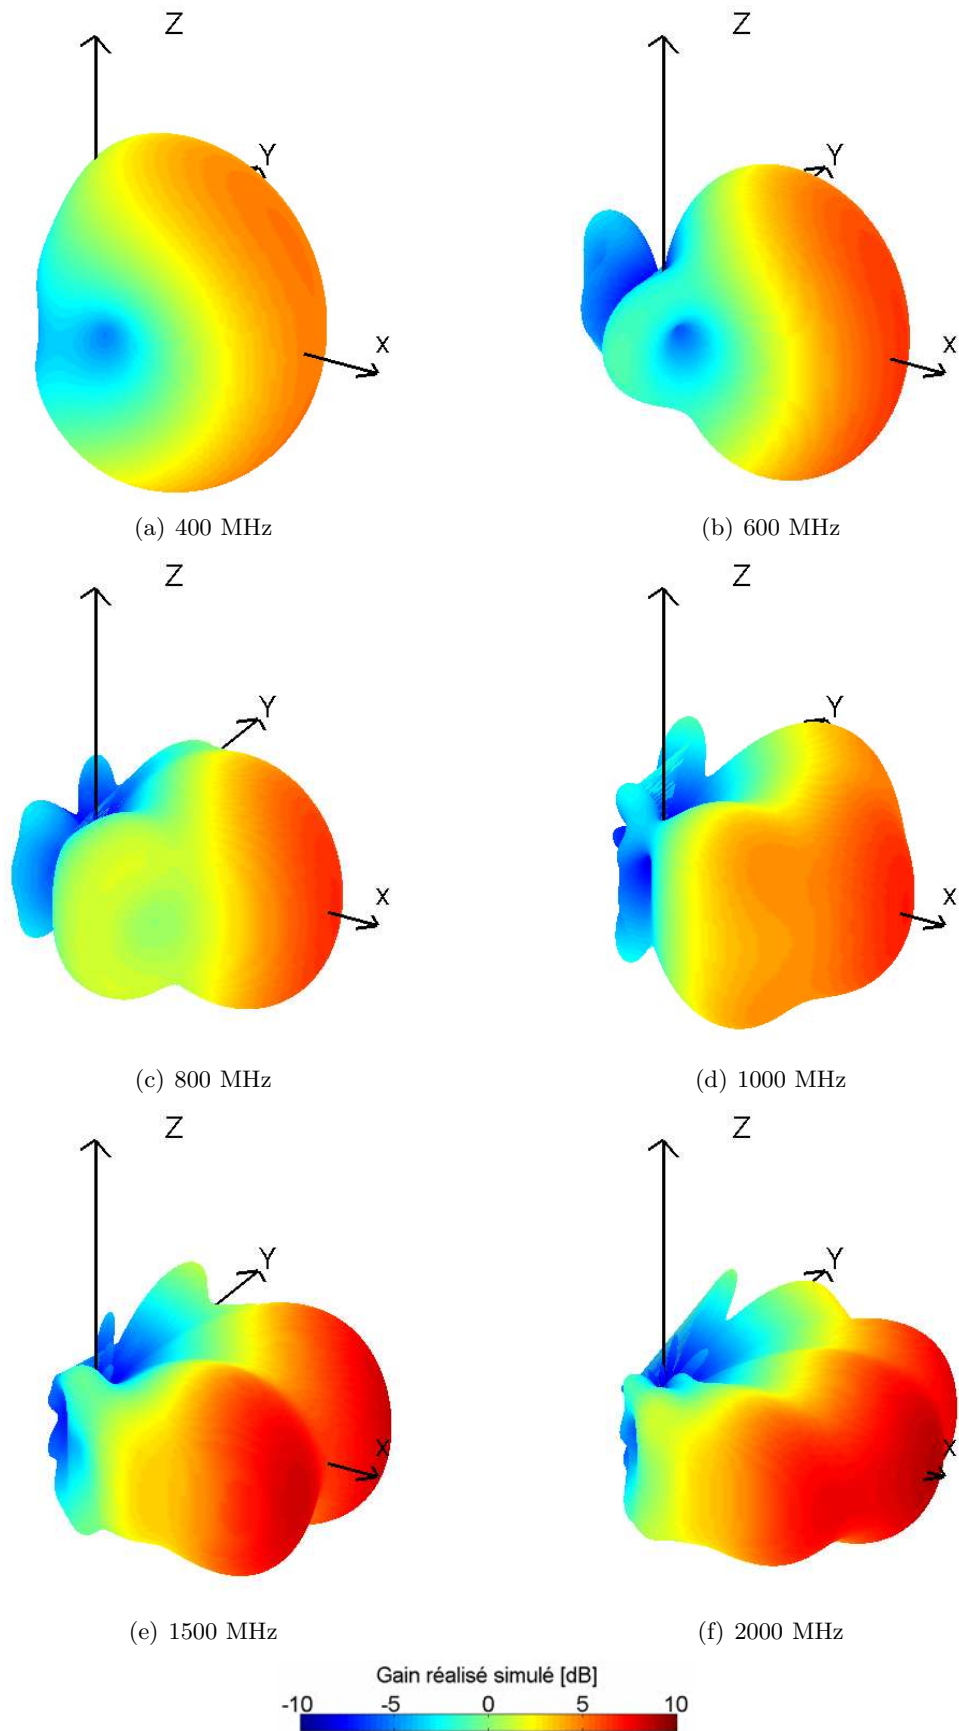 Z
Y
x
(a) 400 MHz
Z
Y
x
(b) 600 MHz
Z
Y
x
(c) 800 MHz
Z
Y
x
(d) 1000 MHz
Z
Y
x
(e) 1500 MHz
Z
Y
x
(f) 2000 MHz
Gain réalisé simulé [dB]
-10 -5 0 5 10